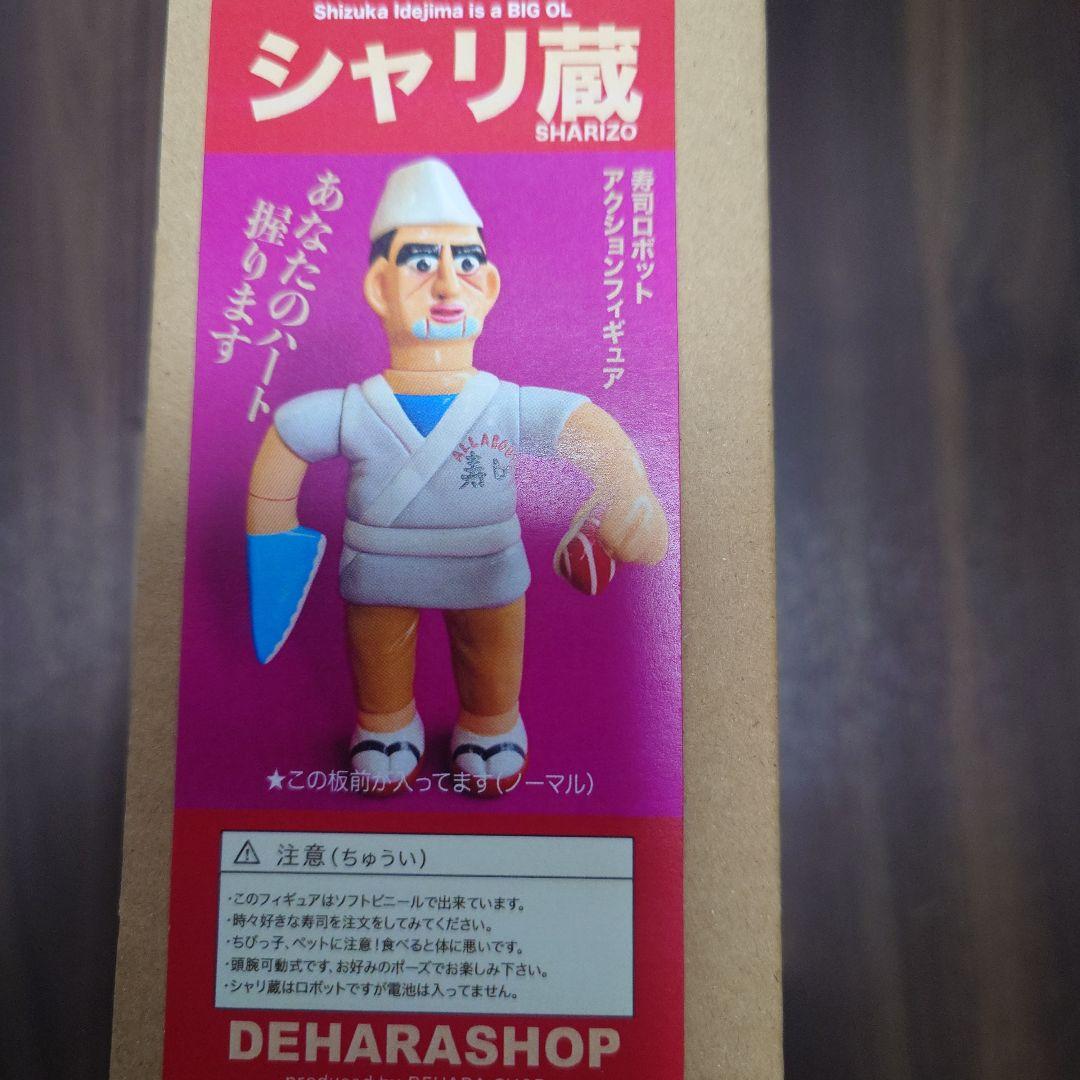 Shizuka Idejima is a BIG OL
シャリ蔵
SHARIZO
寿司ロボット
アクションフィギュア
あなたのハート
握ります
ALLABOU
寿し
★この板前が入ってます(ノーマル)
注意(ちゅうい)
・このフィギュアはソフトビニールで出来ています。
・時々好きな寿司を注文をしてみてください。
・ちびっ子、ペットに注意!食べると体に悪いです。
・頭腕可動式です、お好みのポーズでお楽しみ下さい。
・シャリ蔵はロボットですが電池は入ってません。
DEHARASHOP
produced by DEHARA SHOP